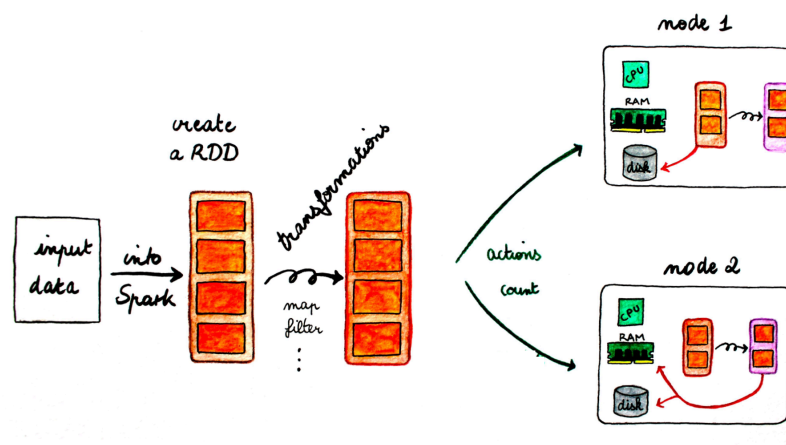 input
data
into
Spark
create
a RDD
transformations
map
filter
...
actions
count
node 1
CPU
RAM
disk
node 2
CPU
RAM
disk